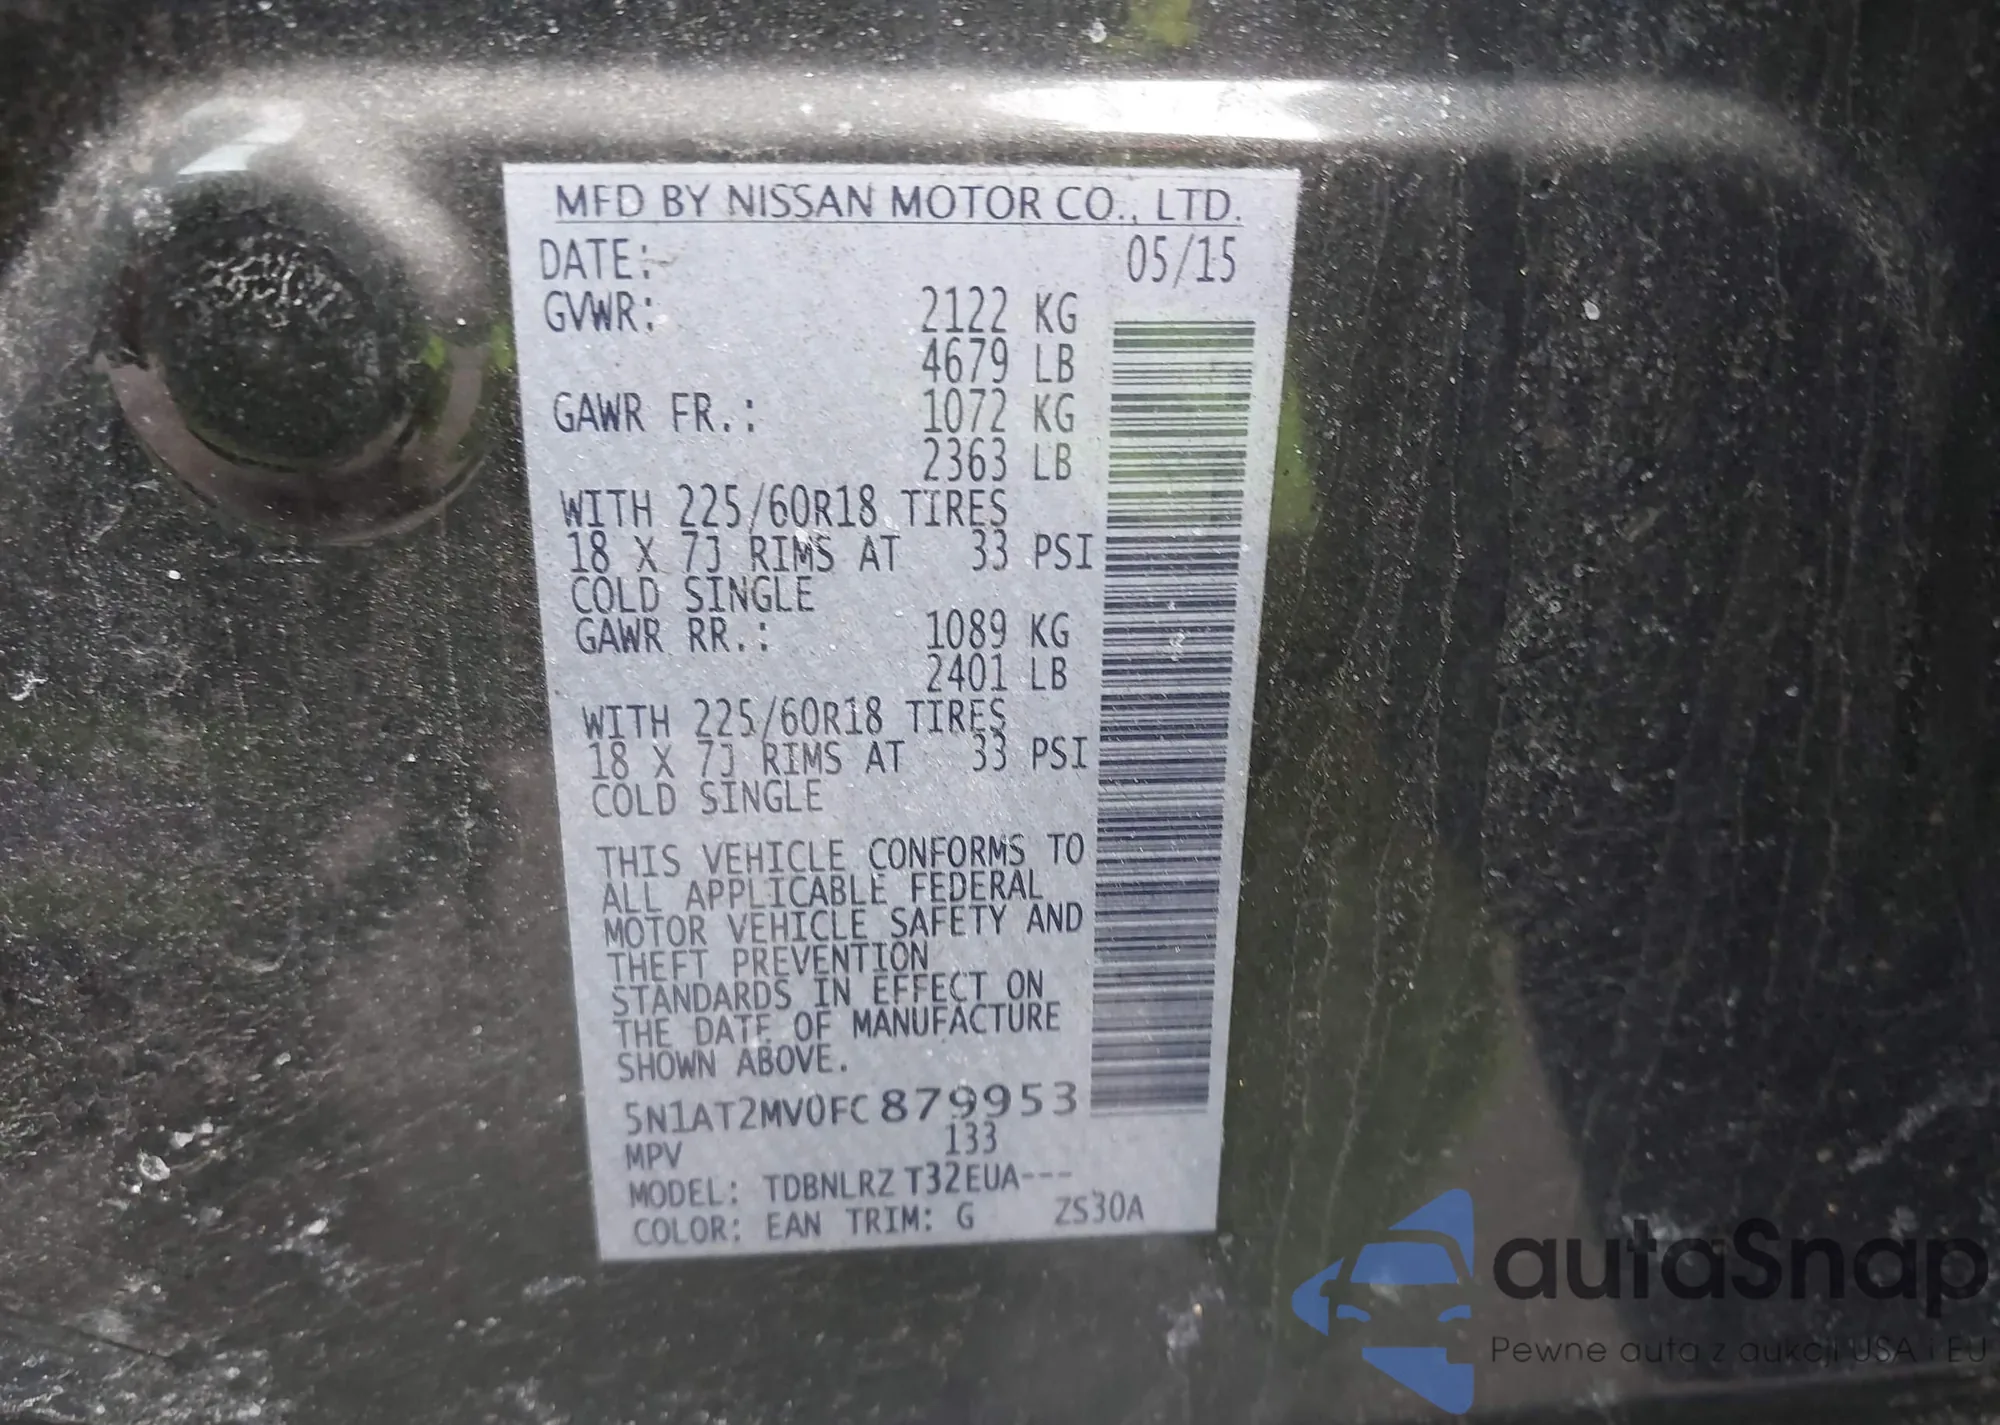 MFD BY NISSAN MOTOR CO., LTD.
DATE: 05/15
GVWR: 2122 KG
4679 LB
GAWR FR.: 1072 KG
2363 LB
WITH 225/60R18 TIRES
18 X 7J RIMS AT 33 PSI
COLD SINGLE
GAWR RR.: 1089 KG
2401 LB
WITH 225/60R18 TIRES
18 X 7J RIMS AT 33 PSI
COLD SINGLE
THIS VEHICLE CONFORMS TO
ALL APPLICABLE FEDERAL
MOTOR VEHICLE SAFETY AND
THEFT PREVENTION
STANDARDS IN EFFECT ON
THE DATE OF MANUFACTURE
SHOWN ABOVE.
5N1AT2MV0FC879953
MPV 133
MODEL: TDBNLRZ T32EUA---
COLOR: EAN TRIM: G ZS30A
autaSnap
Pewne auta z aukcji USA i EU